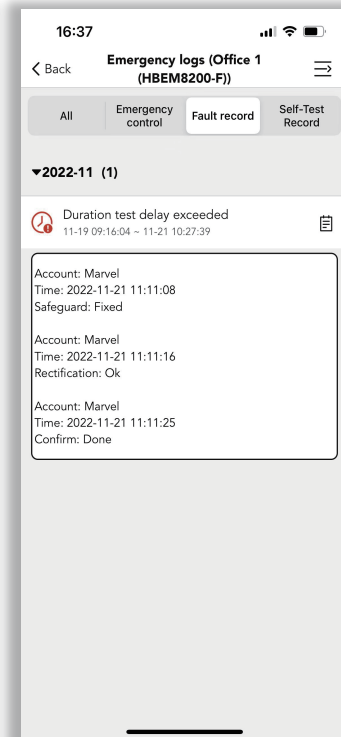 16:37
Back
Emergency logs (Office 1
(HBEM8200-F))
All
Emergency
control
Fault record
Self-Test
Record
2022-11 (1)
Duration test delay exceeded
11-19 09:16:04 ~ 11-21 10:27:39
Account: Marvel
Time: 2022-11-21 11:11:08
Safeguard: Fixed
Account: Marvel
Time: 2022-11-21 11:11:16
Rectification: Ok
Account: Marvel
Time: 2022-11-21 11:11:25
Confirm: Done